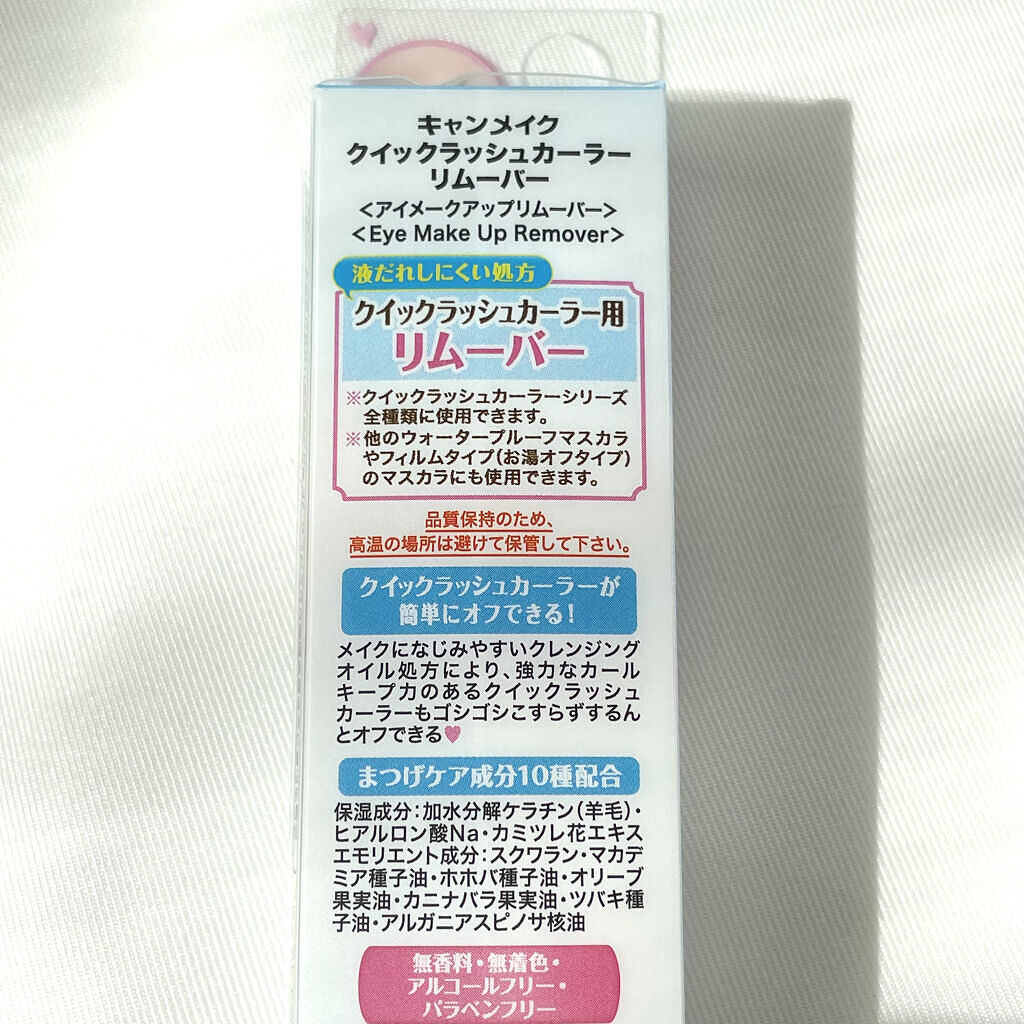 キャンメイク
クイックラッシュカーラー
リムーバー
＜アイメークアップリムーバー＞
＜Eye Make Up Remover＞
液だれしにくい処方
クイックラッシュカーラー用
リムーバー
※クイックラッシュカーラーシリーズ
全種類に使用できます。
※他のウォータープルーフマスカラ
やフィルムタイプ(お湯オフタイプ)
のマスカラにも使用できます。
品質保持のため、
高温の場所は避けて保管して下さい。
クイックラッシュカーラーが
簡単にオフできる!
メイクになじみやすいクレンジング
オイル処方により、強力なカール
キープ力のあるクイックラッシュ
カーラーもゴシゴシこすらずするん
とオフできる♥
まつげケア成分10種配合
保湿成分:加水分解ケラチン(羊毛)・
ヒアルロン酸Na・カミツレ花エキス
エモリエント成分:スクワラン・マカデ
ミア種子油・ホホバ種子油・オリーブ
果実油・カニナバラ果実油・ツバキ種
子油・アルガニアスピノサ核油
無香料・無着色・
アルコールフリー・
パラベンフリー